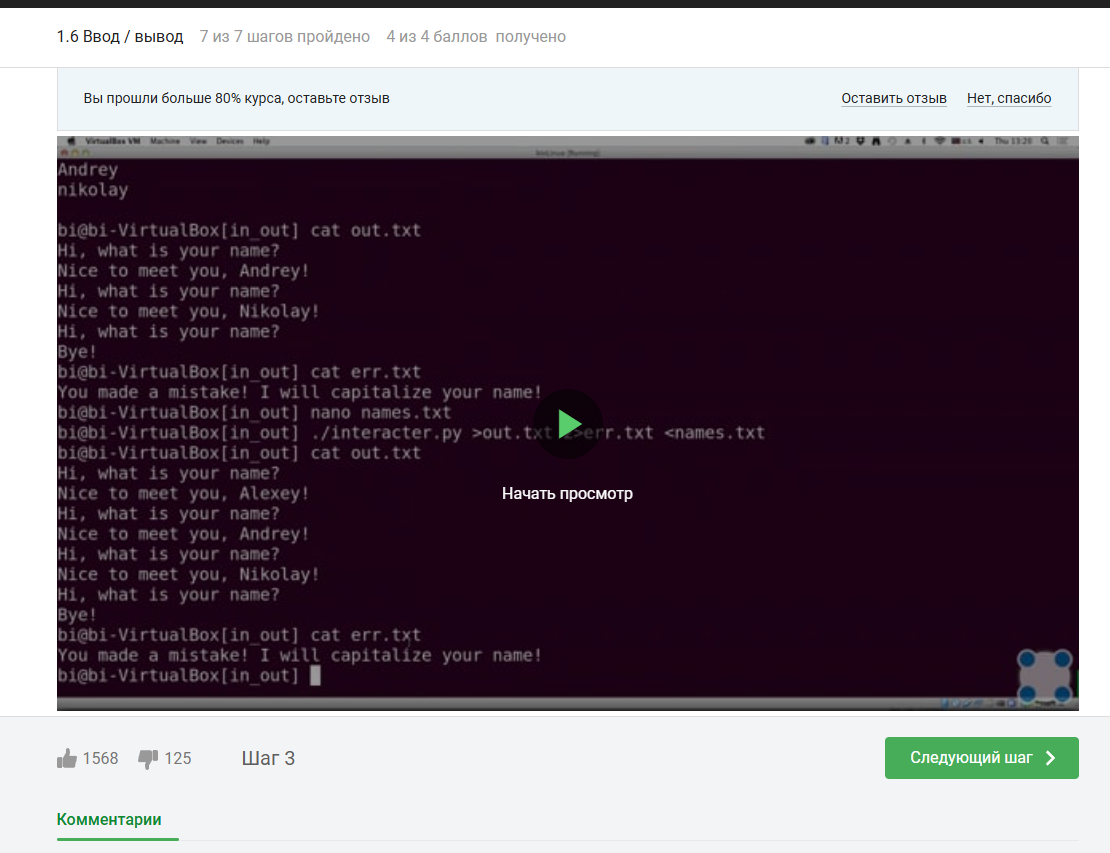 1.6 Ввод / вывод 7 из 7 шагов пройдено 4 из 4 баллов получено
Вы прошли больше 80% курса, оставьте отзыв Оставить отзыв Нет, спасибо
VirtualBox VM Machine View Devices Help Thu 13:20
Andrey
nikolay
bi@bi-VirtualBox[in_out] cat out.txt
Hi, what is your name?
Nice to meet you, Andrey!
Hi, what is your name?
Nice to meet you, Nikolay!
Hi, what is your name?
Bye!
bi@bi-VirtualBox[in_out] cat err.txt
You made a mistake! I will capitalize your name!
bi@bi-VirtualBox[in_out] nano names.txt
bi@bi-VirtualBox[in_out] ./interacter.py >out.txt 2>err.txt <names.txt
bi@bi-VirtualBox[in_out] cat out.txt
Hi, what is your name?
Nice to meet you, Alexey!
Hi, what is your name?
Nice to meet you, Andrey!
Hi, what is your name?
Nice to meet you, Nikolay!
Hi, what is your name?
Bye!
bi@bi-VirtualBox[in_out] cat err.txt
You made a mistake! I will capitalize your name!
bi@bi-VirtualBox[in_out]
Начать просмотр
1568 125 Шаг 3 Следующий шаг
Комментарии